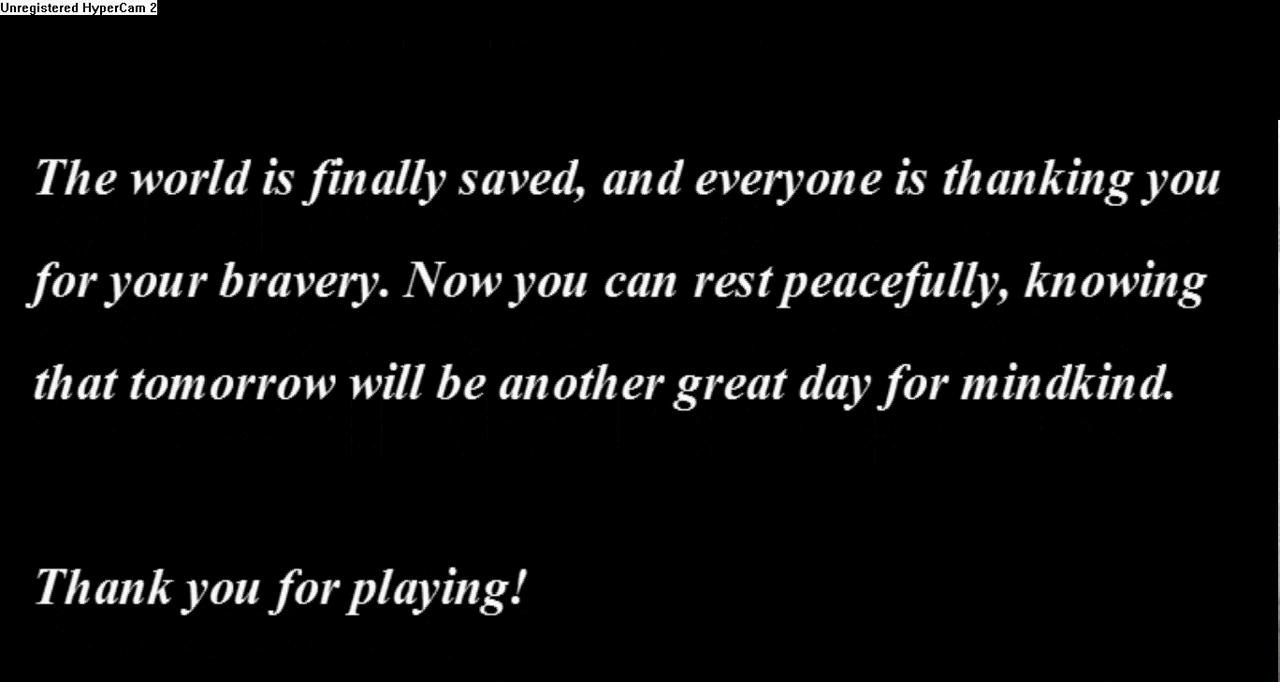 Unregistered HyperCam 2
The world is finally saved, and everyone is thanking you
for your bravery. Now you can rest peacefully, knowing
that tomorrow will be another great day for mindkind.
Thank you for playing!